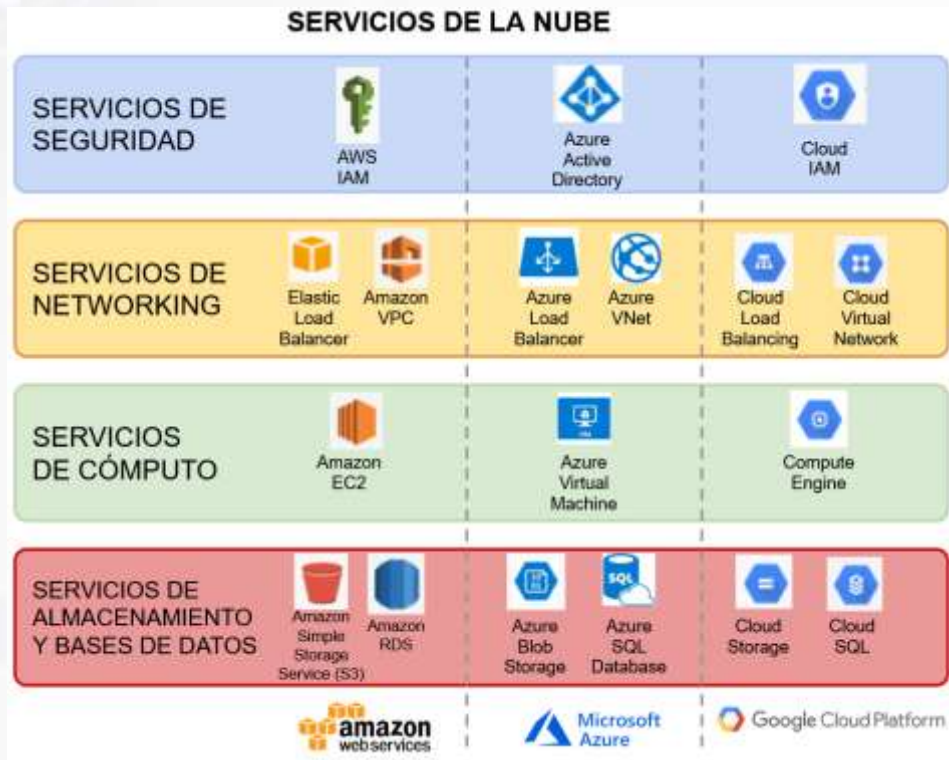 SERVICIOS DE LA NUBE
SERVICIOS DE
SEGURIDAD
AWS
IAM
Azure
Active
Directory
Cloud
IAM
SERVICIOS DE
NETWORKING
Elastic
Load
Balancer
Amazon
VPC
Azure
Load
Balancer
Azure
VNet
Cloud
Load
Balancing
Cloud
Virtual
Network
SERVICIOS
DE CÓMPUTO
Amazon
EC2
Azure
Virtual
Machine
Compute
Engine
SERVICIOS DE
ALMACENAMIENTO
Y BASES DE DATOS
Amazon
Simple
Storage
Service (S3)
Amazon
RDS
Azure
Blob
Storage
SQL
Azure
SQL
Database
Cloud
Storage
Cloud
SQL
amazon
webservices
Microsoft
Azure
Google Cloud Platform